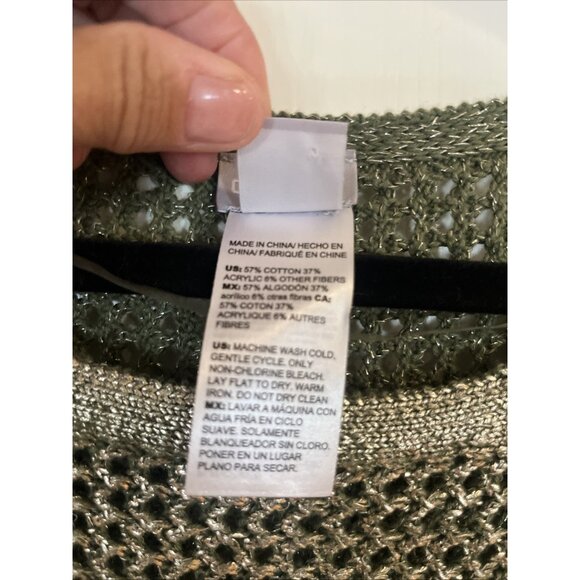 MADE IN CHINA/ HECHO EN
CHINA/ FABRIQUÉ EN CHINE
US: 57% COTTON 37%
ACRYLIC 6% OTHER FIBERS
MX: 57% ALGODÓN 37%
acrílico 6% otras fibras CA:
57% COTON 37%
ACRYLIQUE 6% AUTRES
FIBRES
US: MACHINE WASH COLD,
GENTLE CYCLE. ONLY
NON-CHLORINE BLEACH.
LAY FLAT TO DRY. WARM
IRON. DO NOT DRY CLEAN
MX: LAVAR A MÁQUINA CON
AGUA FRÍA EN CICLO
SUAVE. SOLAMENTE
BLANQUEADOR SIN CLORO.
PONER EN UN LUGAR
PLANO PARA SECAR.